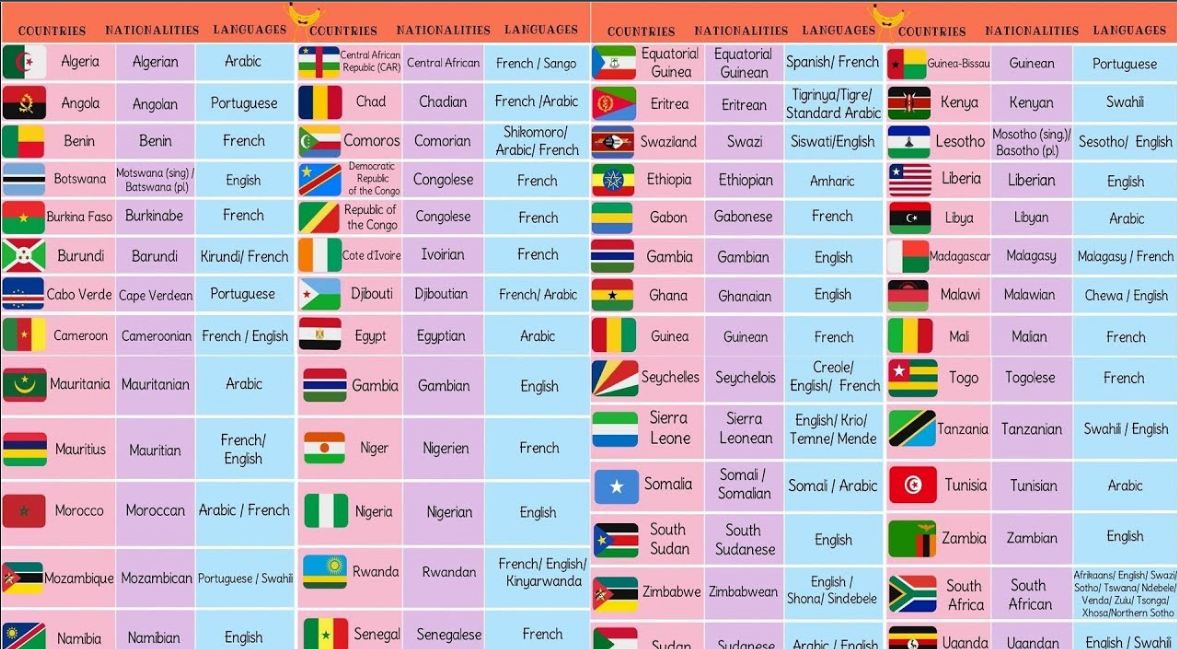 COUNTRIES NATIONALITIES LANGUAGES
Algeria Algerian Arabic
Angola Angolan Portuguese
Benin Benin French
Botswana Motswana (sing) / Batswana (pl) English
Burkina Faso Burkinabe French
Burundi Barundi Kirundi/ French
Cabo Verde Cape Verdean Portuguese
Cameroon Cameroonian French / English
Mauritania Mauritanian Arabic
Mauritius Mauritian French/ English
Morocco Moroccan Arabic / French
Mozambique Mozambican Portuguese / Swahili
Namibia Namibian English
COUNTRIES NATIONALITIES LANGUAGES
Central African Republic (CAR) Central African French / Sango
Chad Chadian French /Arabic
Comoros Comorian Shikomoro/ Arabic/ French
Democratic Republic of the Congo Congolese French
Republic of the Congo Congolese French
Cote d'Ivoire Ivoirian French
Djibouti Djiboutian French/ Arabic
Egypt Egyptian Arabic
Gambia Gambian English
Niger Nigerien French
Nigeria Nigerian English
Rwanda Rwandan French/ English/ Kinyarwanda
Senegal Senegalese French
COUNTRIES NATIONALITIES LANGUAGES
Equatorial Guinea Equatorial Guinean Spanish/ French
Eritrea Eritrean Tigrinya/Tigre/ Standard Arabic
Swaziland Swazi Siswati/English
Ethiopia Ethiopian Amharic
Gabon Gabonese French
Gambia Gambian English
Ghana Ghanaian English
Guinea Guinean French
Seychelles Seychellois Creole/ English/ French
Sierra Leone Sierra Leonean English/ Krio/ Temne/ Mende
Somalia Somali / Somalian Somali / Arabic
South Sudan South Sudanese English
Zimbabwe Zimbabwean English / Shona/ Sindebele
Sudan Sudanese Arabic / English
COUNTRIES NATIONALITIES LANGUAGES
Guinea-Bissau Guinean Portuguese
Kenya Kenyan Swahili
Lesotho Mosotho (sing.)/ Basotho (pl.) Sesotho/ English
Liberia Liberian English
Libya Libyan Arabic
Madagascar Malagasy Malagasy / French
Malawi Malawian Chewa / English
Mali Malian French
Togo Togolese French
Tanzania Tanzanian Swahili / English
Tunisia Tunisian Arabic
Zambia Zambian English
South Africa South African Afrikaans/ English/ Swazi/ Sotho/ Tswana/ Ndebele/ Venda/ Zulu/ Tsonga/ Xhosa/Northern Sotho
Uganda Ugandan English / Swahili